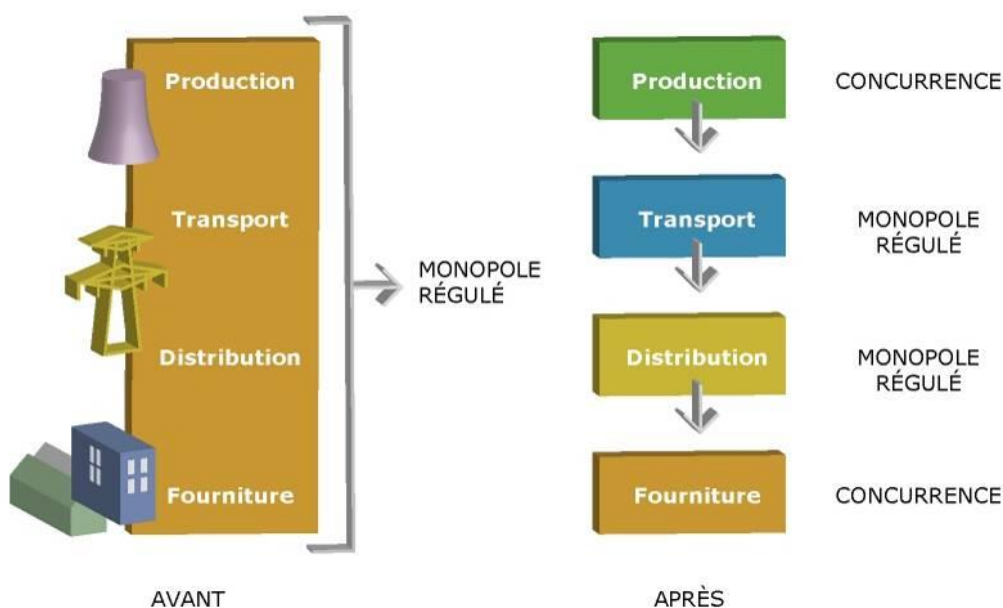 Production
Transport
Distribution
Fourniture
MONOPOLE
RÉGULÉ
AVANT
Production
CONCURRENCE
Transport
MONOPOLE
RÉGULÉ
Distribution
MONOPOLE
RÉGULÉ
Fourniture
CONCURRENCE
APRÈS